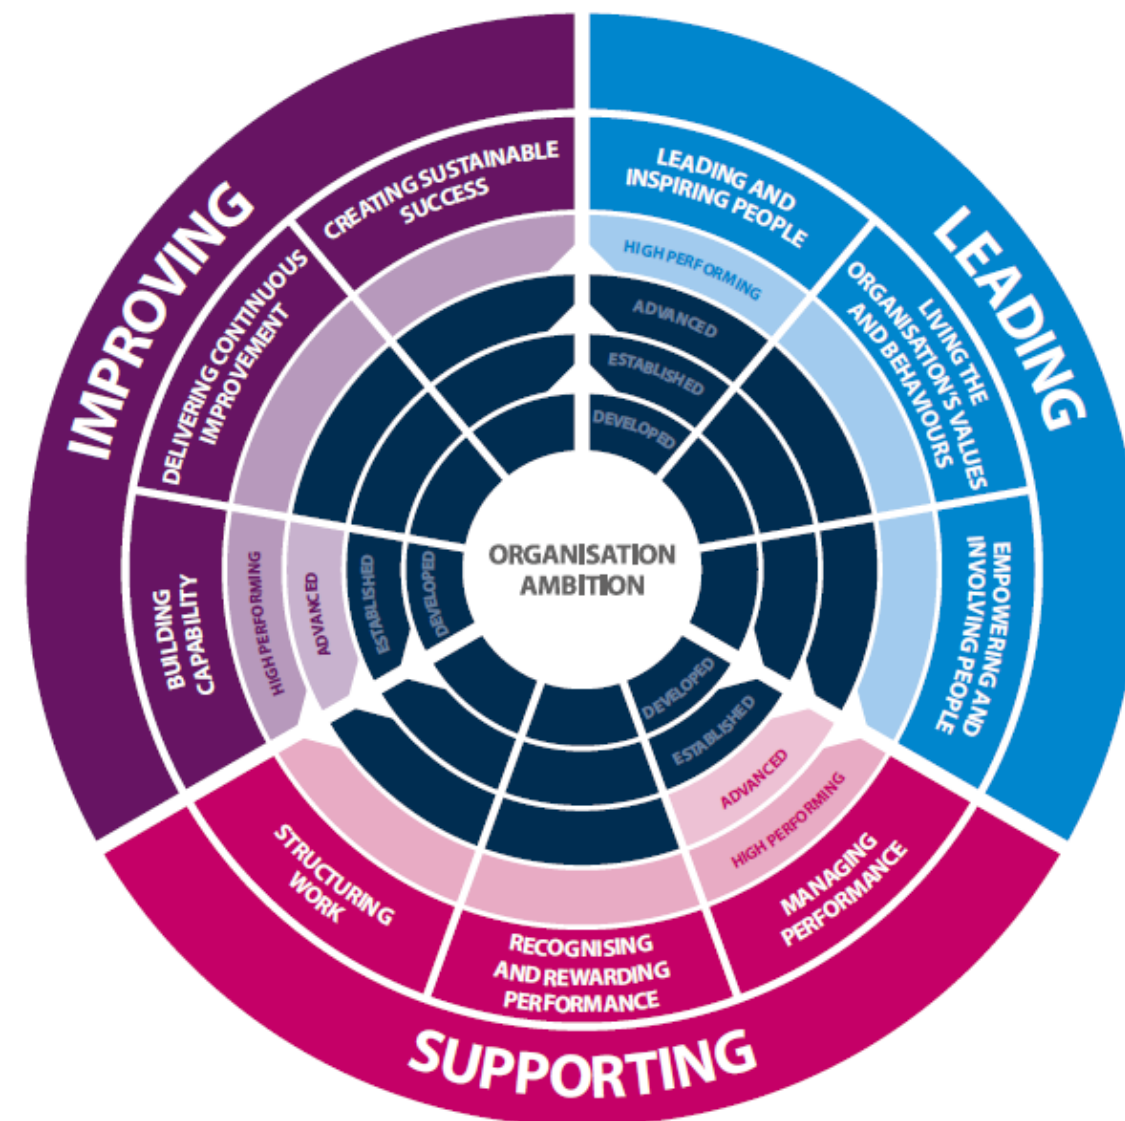 IMPROVING
LEADING
SUPPORTING
CREATING SUSTAINABLE
SUCCESS
DELIVERING CONTINUOUS
IMPROVEMENT
BUILDING
CAPABILITY
LEADING AND
INSPIRING PEOPLE
LIVING THE
ORGANISATION'S VALUES
AND BEHAVIOURS
EMPOWERING AND
INVOLVING PEOPLE
MANAGING
PERFORMANCE
RECOGNISING
AND REWARDING
PERFORMANCE
STRUCTURING
WORK
HIGH PERFORMING
ADVANCED
ESTABLISHED
DEVELOPED
HIGH PERFORMING
ADVANCED
ESTABLISHED
DEVELOPED
ORGANISATION
AMBITION
DEVELOPED
ESTABLISHED
ADVANCED
HIGH PERFORMING